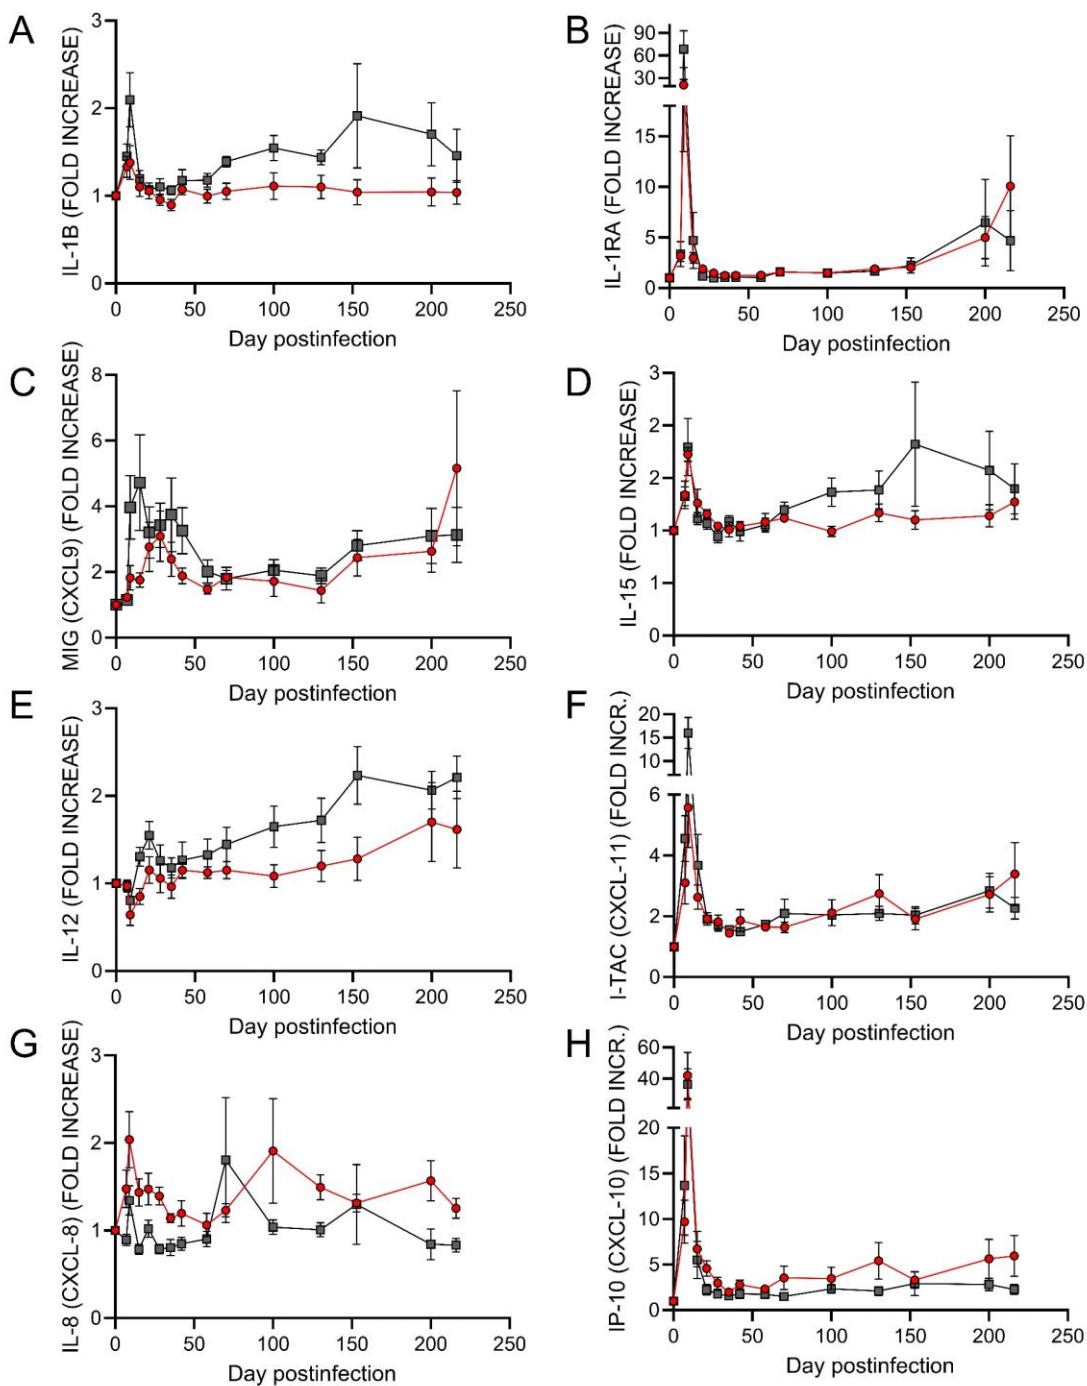 A
IL-1B (FOLD INCREASE)
3
2
1
0
0 50 100 150 200 250
Day postinfection
B
IL-1RA (FOLD INCREASE)
90
60
30
15
10
5
0
0 50 100 150 200 250
Day postinfection
C
MIG (CXCL9) (FOLD INCREASE)
8
6
4
2
0
0 50 100 150 200 250
Day postinfection
D
IL-15 (FOLD INCREASE)
3
2
2
1
1
0
0 50 100 150 200 250
Day postinfection
E
IL-12 (FOLD INCREASE)
3
2
1
0
0 50 100 150 200 250
Day postinfection
F
I-TAC (CXCL-11) (FOLD INCR.)
20
15
10
6
4
2
0
0 50 100 150 200 250
Day postinfection
G
IL-8 (CXCL-8) (FOLD INCREASE)
3
2
1
0
0 50 100 150 200 250
Day postinfection
H
IP-10 (CXCL-10) (FOLD INCR.)
60
40
20
15
10
5
0
0 50 100 150 200 250
Day postinfection